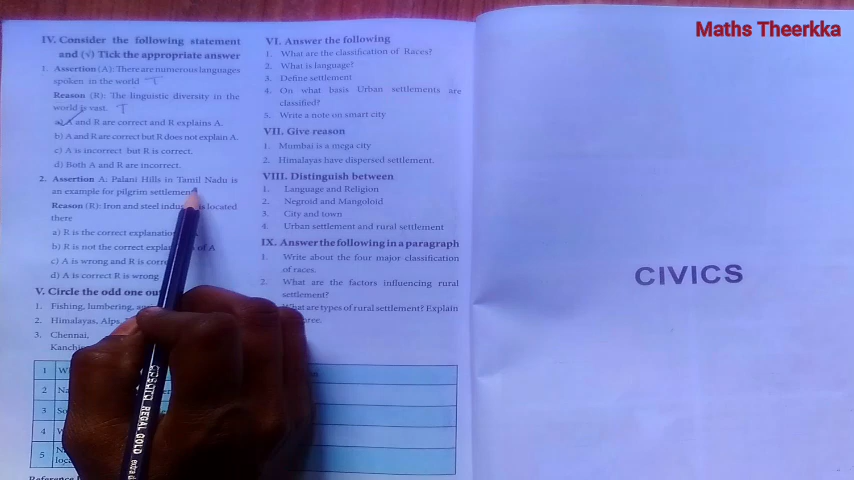 Maths Theerkka
IV. Consider the following statement
and (√) Tick the appropriate answer
1. Assertion (A): There are numerous languages
spoken in the world T
Reason (R): The linguistic diversity in the
world is vast. T
a) A and R are correct and R explains A.
b) A and R are correct but R does not explain A.
c) A is incorrect but R is correct.
d) Both A and R are incorrect.
2. Assertion A: Palani Hills in Tamil Nadu is
an example for pilgrim settlement
Reason (R): Iron and steel is located
there
a) R is the correct
b) R is not the correct of A
c) A is wrong and R is
d) A is correct R is wrong
V. Circle the odd one
1. Fishing, lumbering,
2. Himalayas, Alps,
3. Chennai,
1
2
3
4
5
VI. Answer the following
1. What are the classification of Races?
2. What is language?
3. Define settlement
4. On what basis Urban settlements are
classified?
5. Write a note on smart city
VII. Give reason
1. Mumbai is a mega city
2. Himalayas have dispersed settlement.
VIII. Distinguish between
1. Language and Religion
2. Negroid and Mangoloid
3. City and town
4. Urban settlement and rural settlement
IX. Answer the following in a paragraph
1. Write about the four major classification
of races.
2. What are the factors influencing rural
settlement?
What are types of rural settlement? Explain
CIVICS
REGAL GOLD